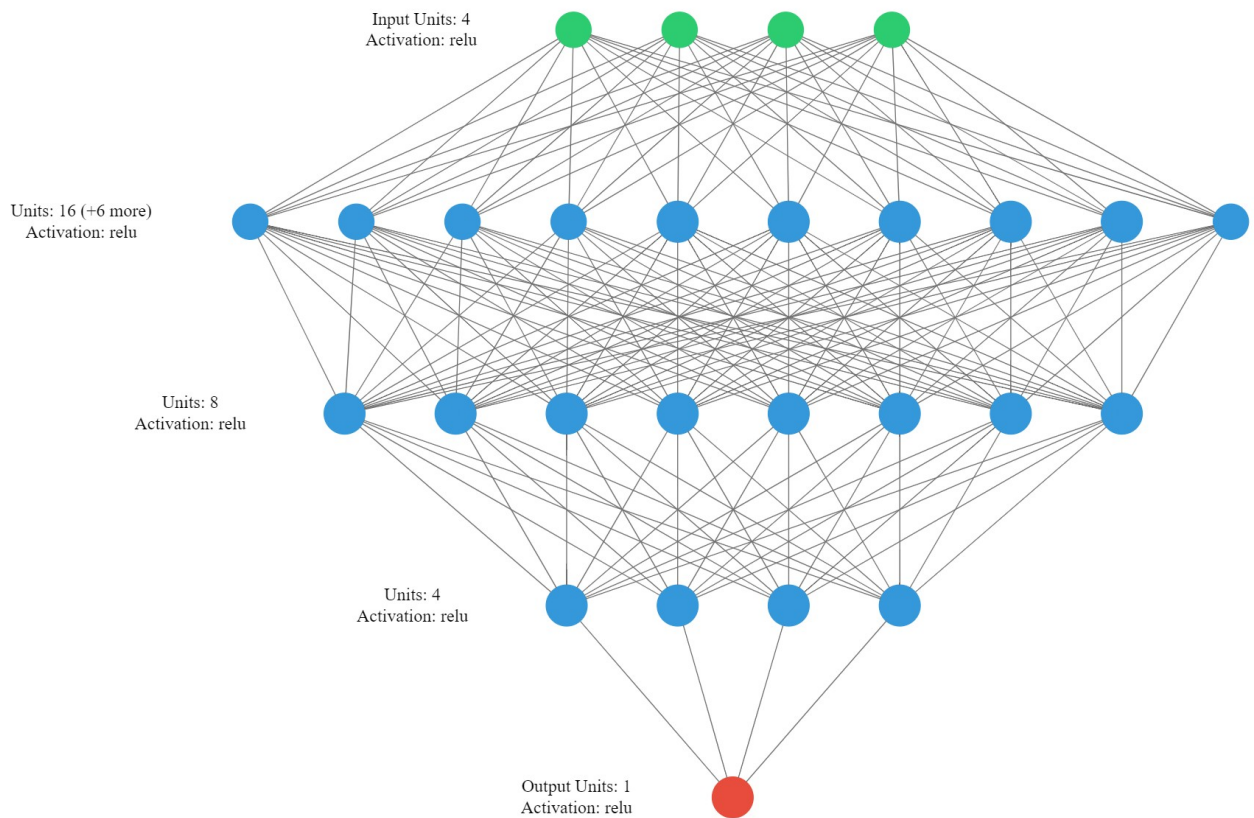 Input Units: 4
Activation: relu
Units: 16 (+6 more)
Activation: relu
Units: 8
Activation: relu
Units: 4
Activation: relu
Output Units: 1
Activation: relu